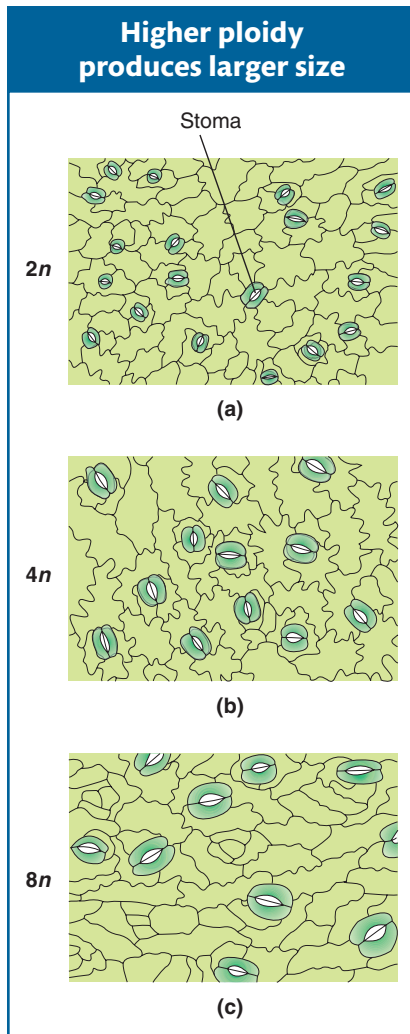 Higher ploidy
produces larger size
Stoma
2n
(a)
4n
(b)
8n
(c)